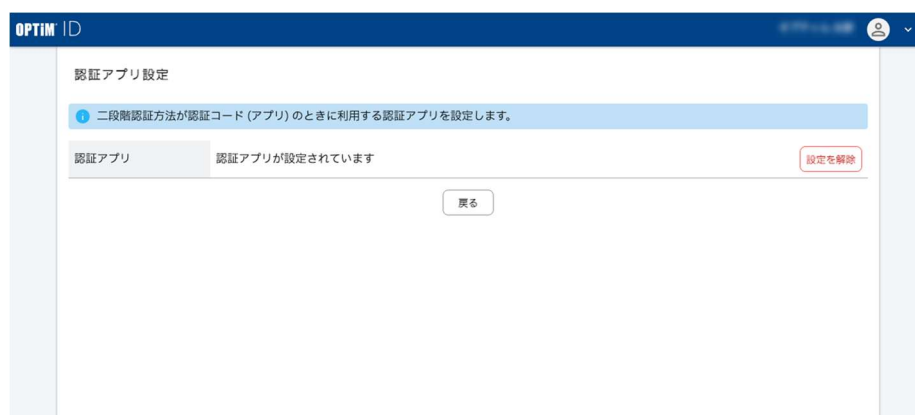 OPTiM ID
認証アプリ設定
二段階認証方法が認証コード (アプリ) のときに利用する認証アプリを設定します。
認証アプリ 認証アプリが設定されています 設定を解除
戻る